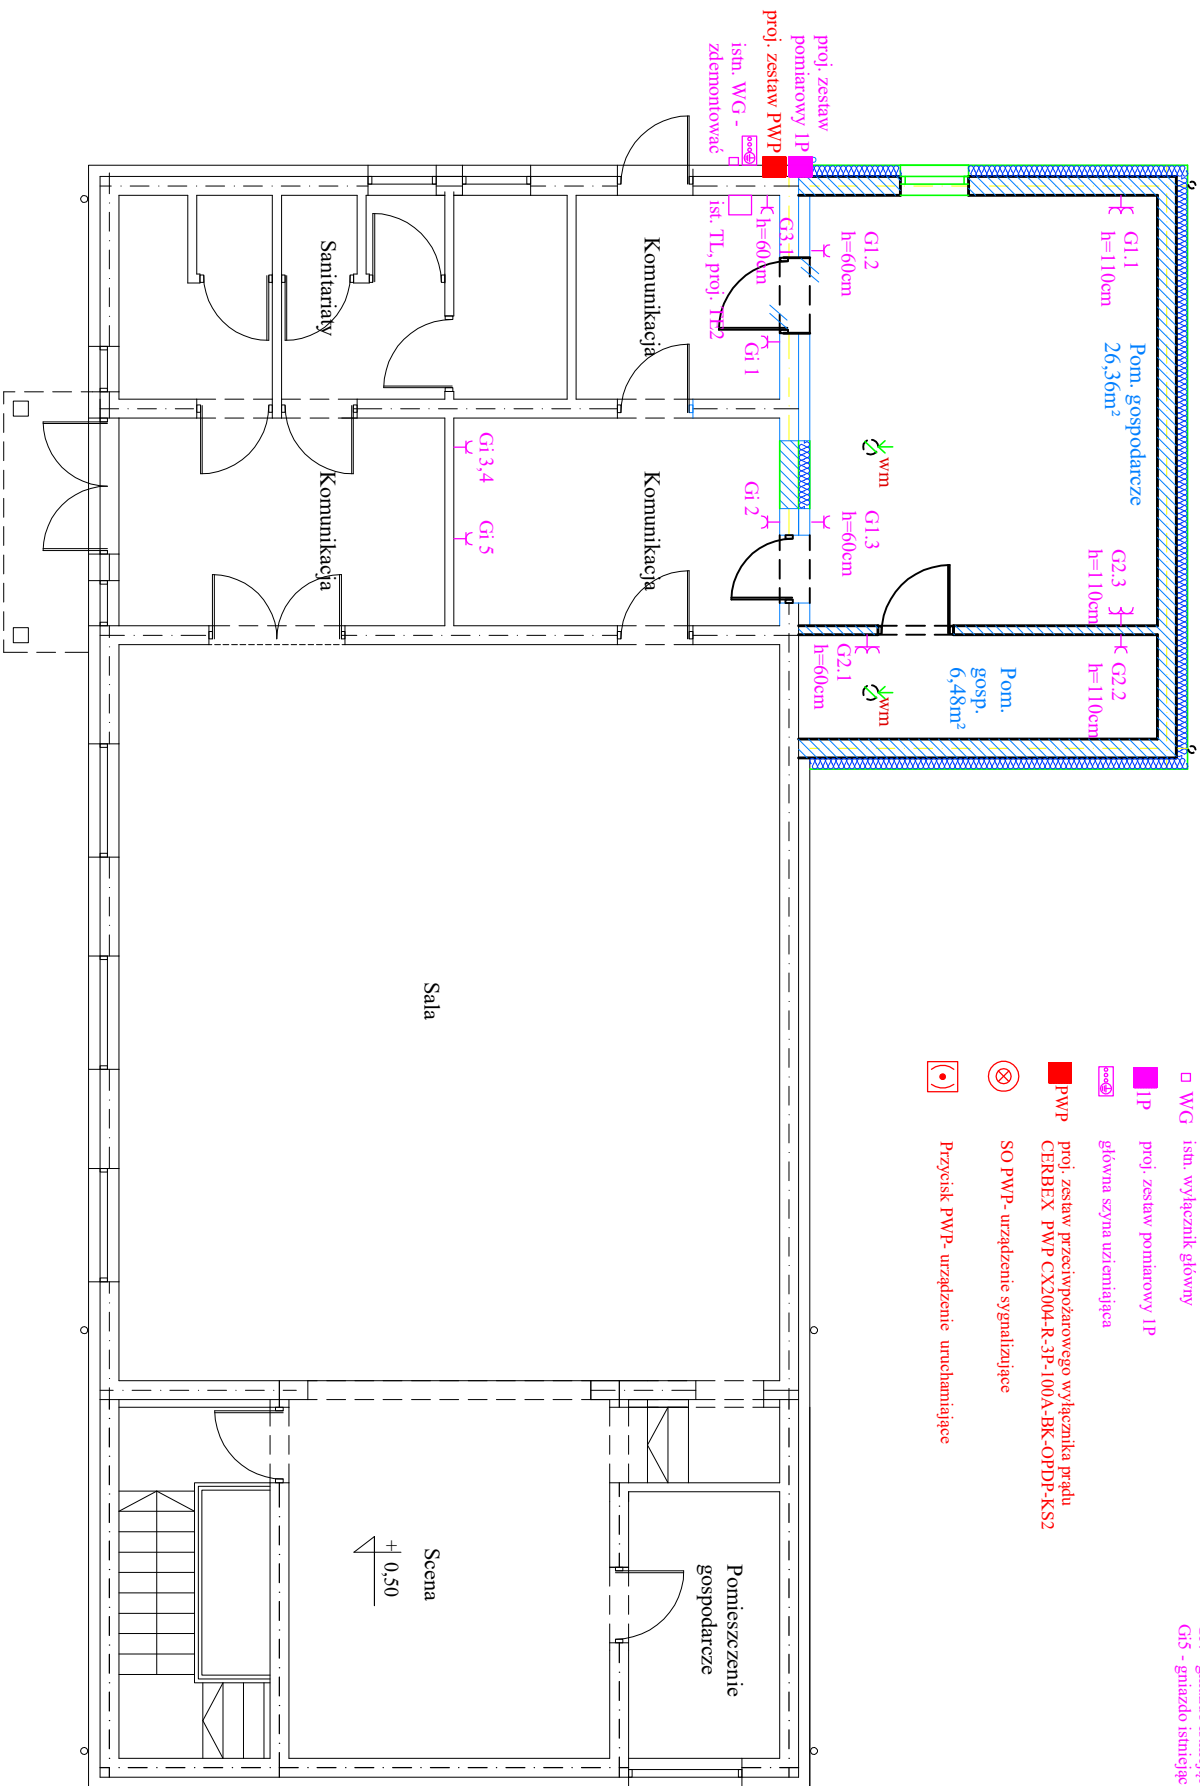 proj. zestaw
pomiarowy 1P
proj. zestaw PWP
istn. WG -
zdemontować
ist. TL, proj. TE2
G3.1
h=60cm
G1.2
h=60cm
G1.1
h=110cm
Pom. gospodarcze
26,36m²
Gi 1
wm
Gi 2
G1.3
h=60cm
G2.3
h=110cm
G2.1
h=60cm
G2.2
h=110cm
Pom.
gosp.
6,48m²
wm
Sanitariaty
Komunikacja
Gi 3,4
Gi 5
Komunikacja
Komunikacja
Sala
Scena
+ 0,50
Pomieszczenie
gospodarcze
WG istn. wyłącznik główny
1P proj. zestaw pomiarowy 1P
główna szyna uziemiająca
PWP proj. zestaw przeciwpożarowego wyłącznika prądu
CERBEX PWP CX2004-R-3P-100A-BK-OPDP-KS2
SO PWP- urządzenie sygnalizujące
Przycisk PWP- urządzenie uruchamiające
Gi5 - gniazdo istniejąc